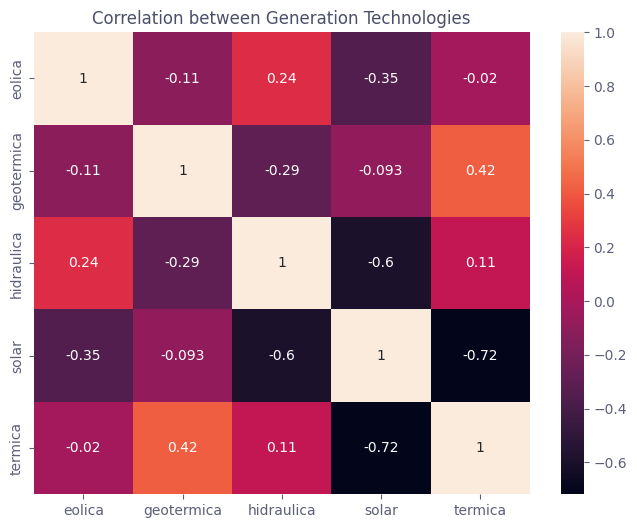 Correlation between Generation Technologies
eolica
1 -0.11 0.24 -0.35 -0.02
geotermica
-0.11 1 -0.29 -0.093 0.42
hidraulica
0.24 -0.29 1 -0.6 0.11
solar
-0.35 -0.093 -0.6 1 -0.72
termica
-0.02 0.42 0.11 -0.72 1
eolica geotermica hidraulica solar termica
1.0
0.8
0.6
0.4
0.2
0.0
−0.2
−0.4
−0.6